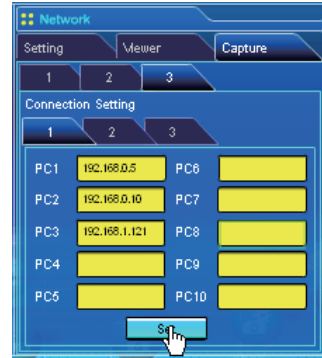 Network
Setting Viewer Capture
1 2 3
Connection Setting
1 2 3
PC1 192.168.0.5 PC6
PC2 192.168.0.10 PC7
PC3 192.168.1.121 PC8
PC4 PC9
PC5 PC10